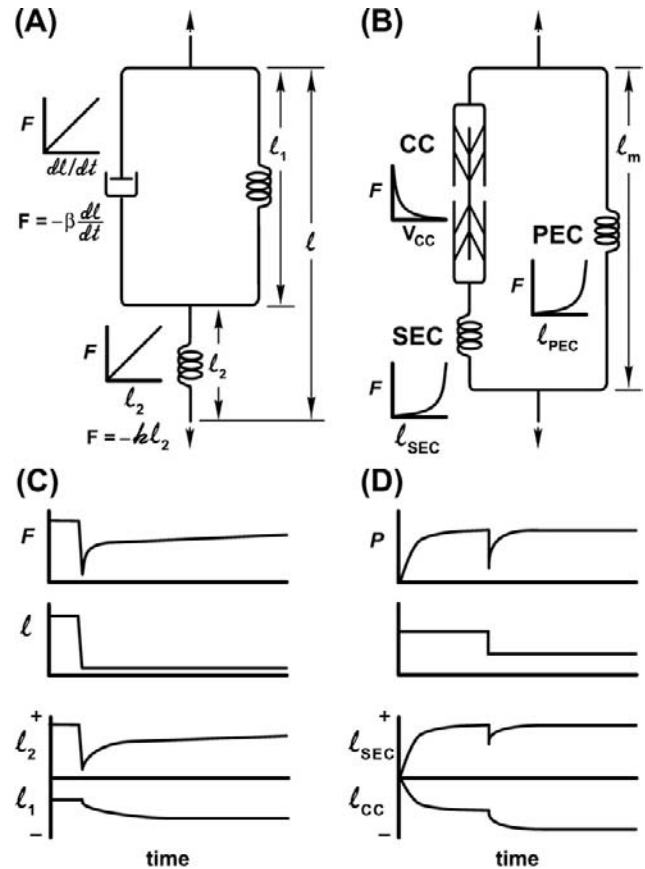 (A)
F
dl/dt
F = -β dl/dt
ℓ₁
ℓ
F
ℓ₂
F = -kℓ₂
ℓ₂
(B)
CC
F
Vcc
SEC
F
ℓSEC
PEC
F
ℓPEC
ℓm
(C)
F
ℓ
+
ℓ₂
ℓ₁
–
time
(D)
P
+
ℓSEC
ℓCC
–
time